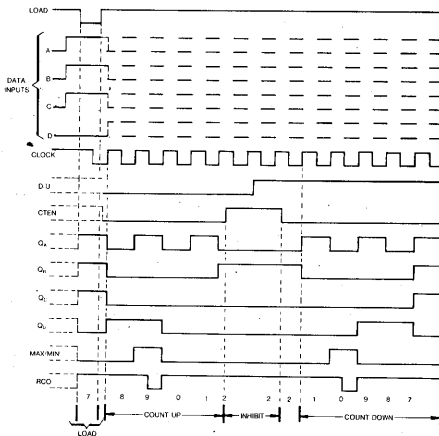 LOAD
A
B
DATA
INPUTS
C
D
CLOCK
D/U
CTEN
QA
QB
QC
QD
MAX/MIN
RCO
7 8 9 0 1 2 2 2 1 0 9 8 7
COUNT UP INHIBIT COUNT DOWN
LOAD